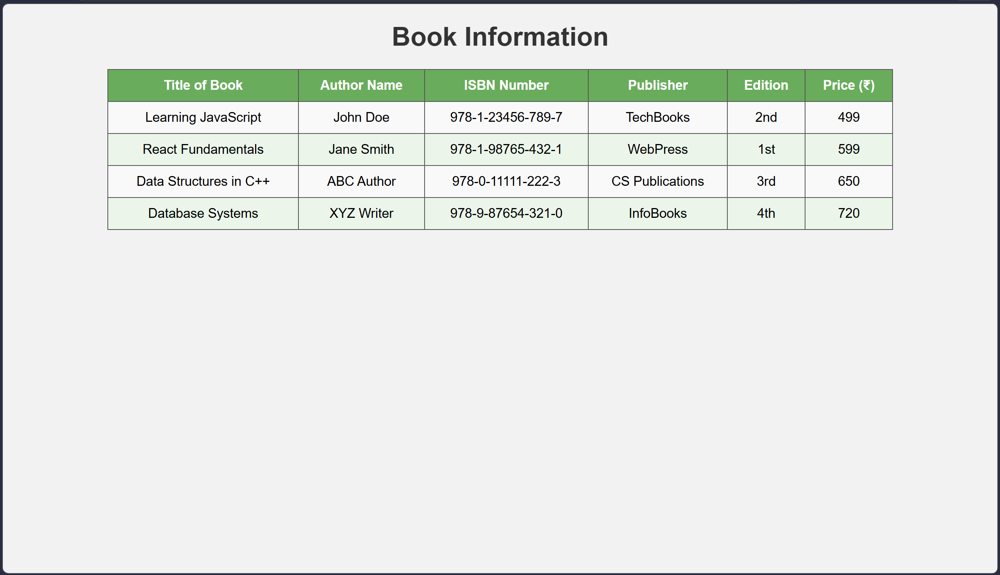 Book Information
Title of Book Author Name ISBN Number Publisher Edition Price (₹)
Learning JavaScript John Doe 978-1-23456-789-7 TechBooks 2nd 499
React Fundamentals Jane Smith 978-1-98765-432-1 WebPress 1st 599
Data Structures in C++ ABC Author 978-0-11111-222-3 CS Publications 3rd 650
Database Systems XYZ Writer 978-9-87654-321-0 InfoBooks 4th 720